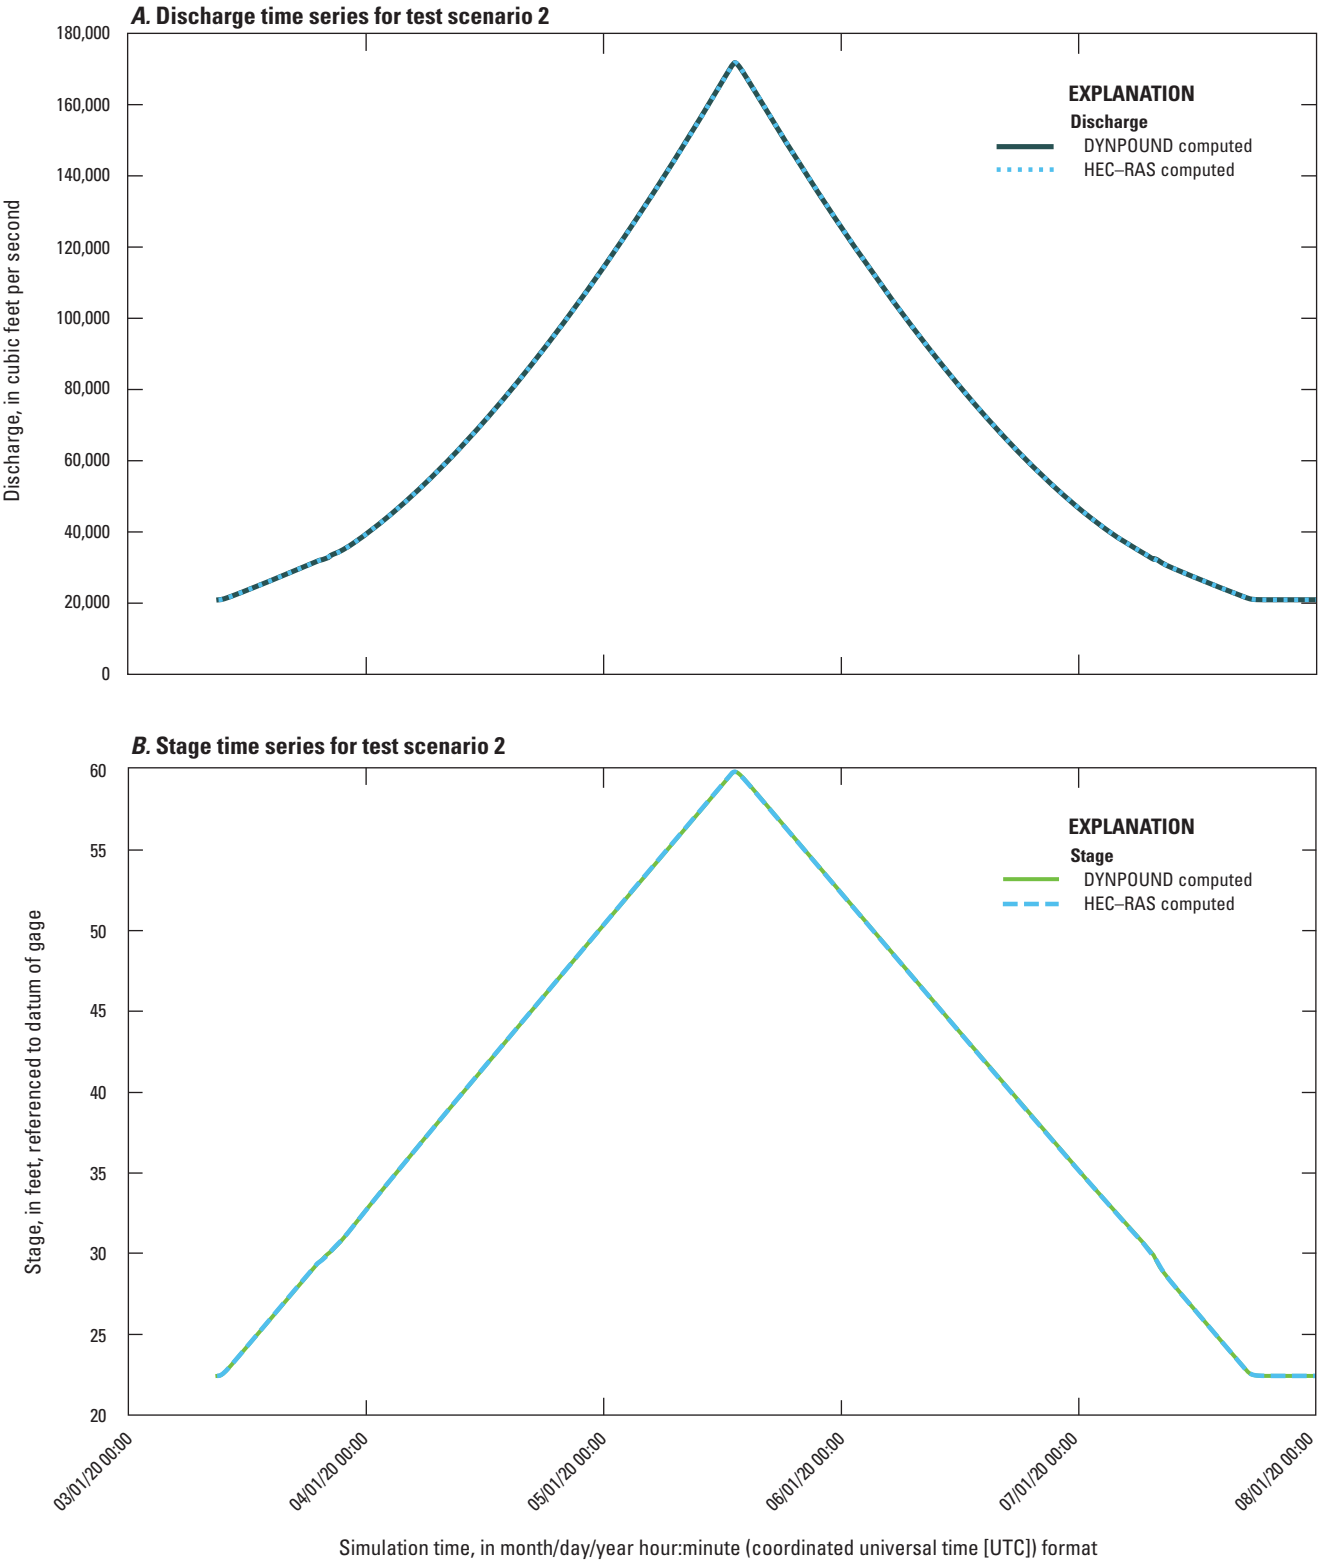 A. Discharge time series for test scenario 2
180,000
160,000
140,000
120,000
100,000
80,000
60,000
40,000
20,000
0
Discharge, in cubic feet per second
EXPLANATION
Discharge
DYNPOUND computed
HEC–RAS computed
B. Stage time series for test scenario 2
60
55
50
45
40
35
30
25
20
Stage, in feet, referenced to datum of gage
EXPLANATION
Stage
DYNPOUND computed
HEC–RAS computed
03/01/20 00:00
04/01/20 00:00
05/01/20 00:00
06/01/20 00:00
07/01/20 00:00
08/01/20 00:00
Simulation time, in month/day/year hour:minute (coordinated universal time [UTC]) format